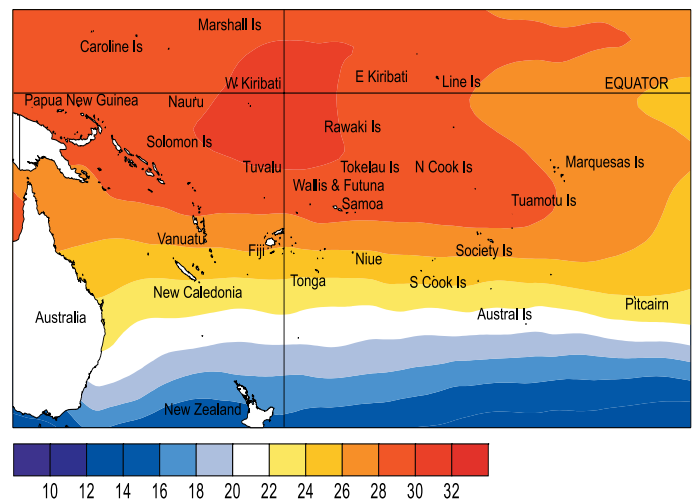 Marshall Is
Caroline Is
W Kiribati
E Kiribati
Line Is
EQUATOR
Papua New Guinea
Nauru
Rawaki Is
Solomon Is
Tuvalu
Tokelau Is
N Cook Is
Marquesas Is
Wallis & Futuna
Samoa
Tuamotu Is
Vanuatu
Fiji
Niue
Society Is
Tonga
S Cook Is
New Caledonia
Pitcairn
Australia
Austral Is
New Zealand
10 12 14 16 18 20 22 24 26 28 30 32